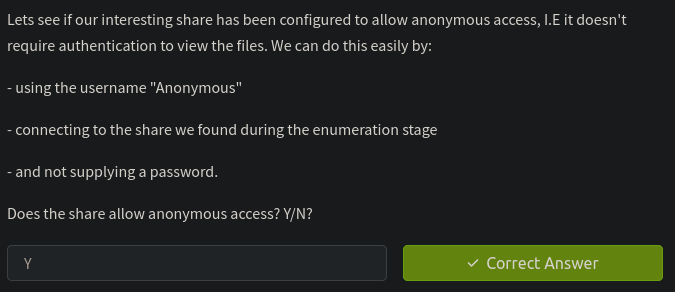 Lets see if our interesting share has been configured to allow anonymous access, I.E it doesn't
require authentication to view the files. We can do this easily by:
- using the username "Anonymous"
- connecting to the share we found during the enumeration stage
- and not supplying a password.
Does the share allow anonymous access? Y/N?
Y
Correct Answer